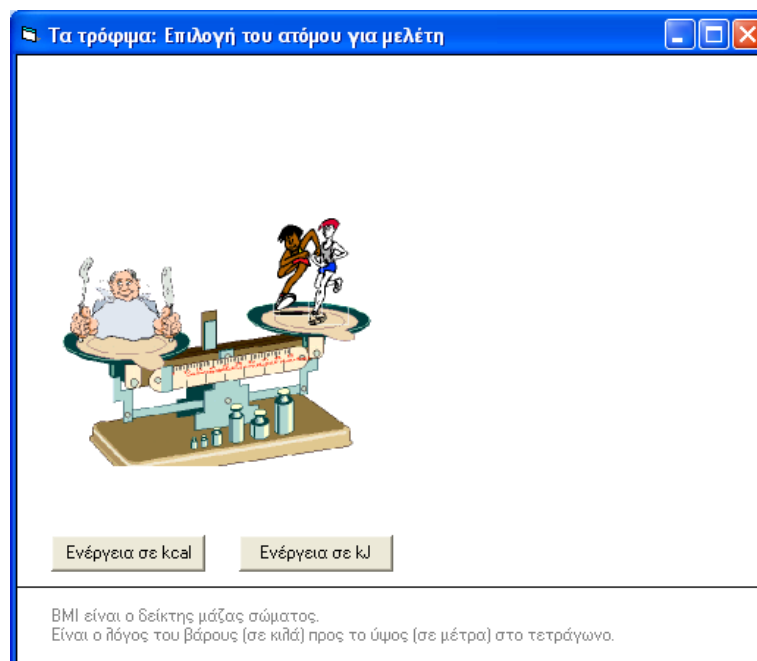 Τα τρόφιμα: Επιλογή του ατόμου για μελέτη
Ενέργεια σε kcal
Ενέργεια σε kJ
BMI είναι ο δείκτης μάζας σώματος.
Είναι ο λόγος του βάρους (σε κιλά) προς το ύψος (σε μέτρα) στο τετράγωνο.